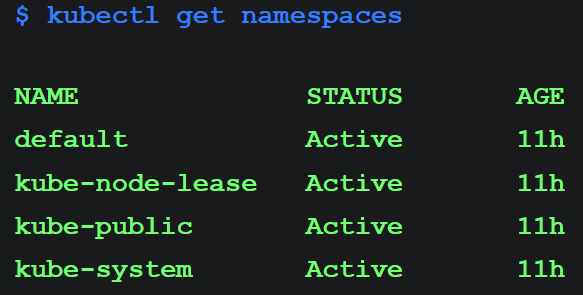 $ kubectl get namespaces
NAME STATUS AGE
default Active 11h
kube-node-lease Active 11h
kube-public Active 11h
kube-system Active 11h